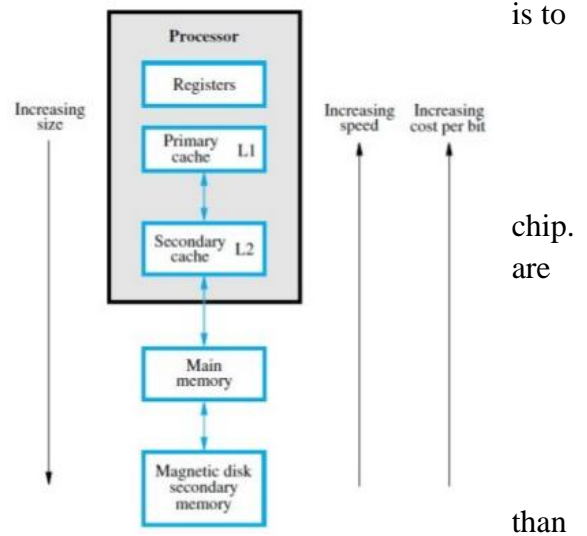 is to
Processor
Registers
Increasing
size
Increasing
speed
Increasing
cost per bit
Primary
cache L1
chip.
Secondary
cache L2
are
Main
memory
Magnetic disk
secondary
memory
than